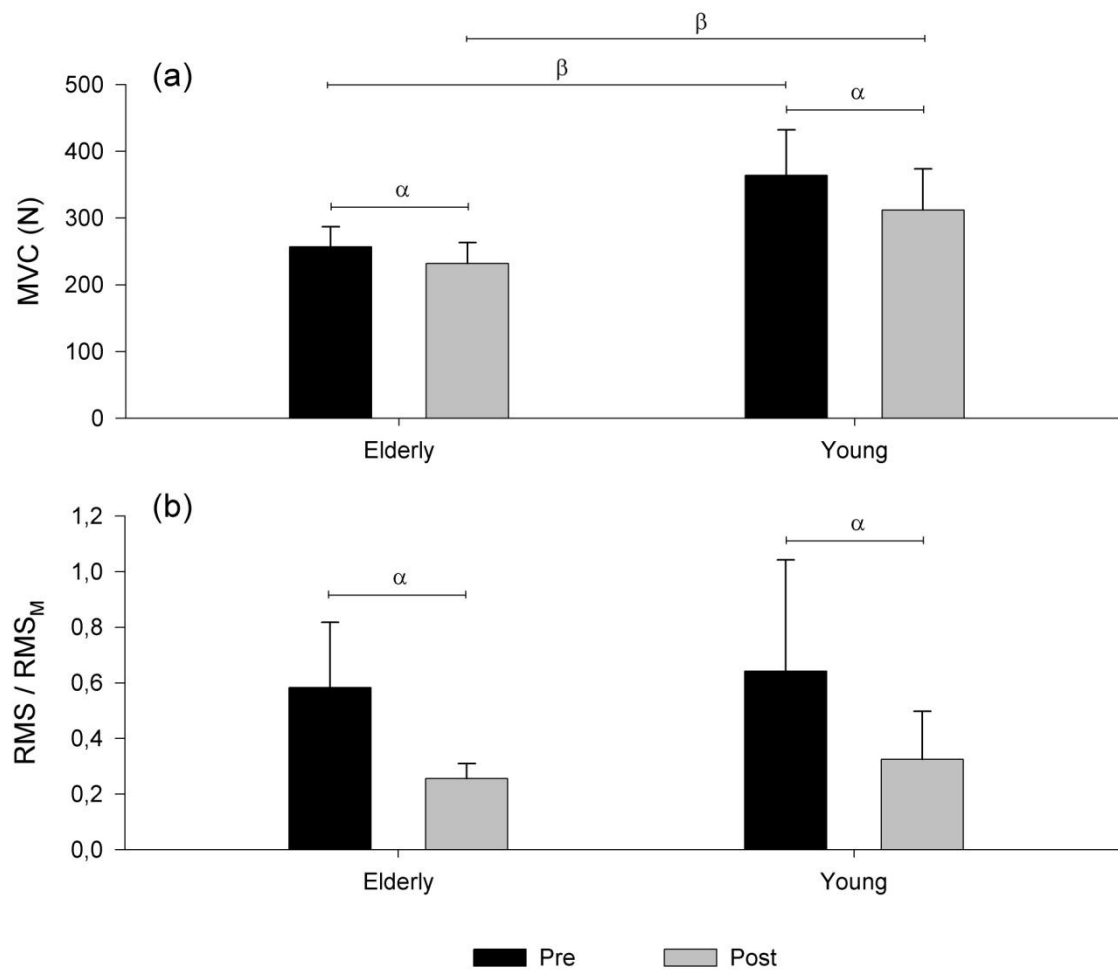 β
(a)
β
500
α
400
α
300
MVC (N)
200
100
0
Elderly Young
(b)
1,2
α
1,0
α
0,8
RMS / RMSM
0,6
0,4
0,2
0,0
Elderly Young
Pre Post